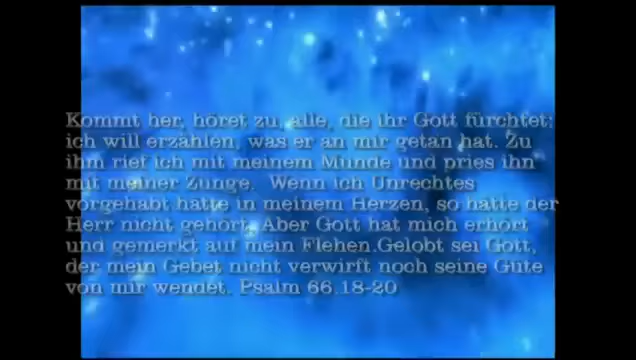 Kommt her, höret zu, alle, die ihr Gott fürchtet;
ich will erzählen, was er an mir getan hat. Zu
ihm rief ich mit meinem Munde und pries ihn
mit meiner Zunge. Wenn ich Unrechtes
vorgehabt hätte in meinem Herzen, so hätte der
Herr nicht gehört. Aber Gott hat mich erhört
und gemerkt auf mein Flehen.Gelobt sei Gott,
der mein Gebet nicht verwirft noch seine Güte
von mir wendet. Psalm 66,18-20